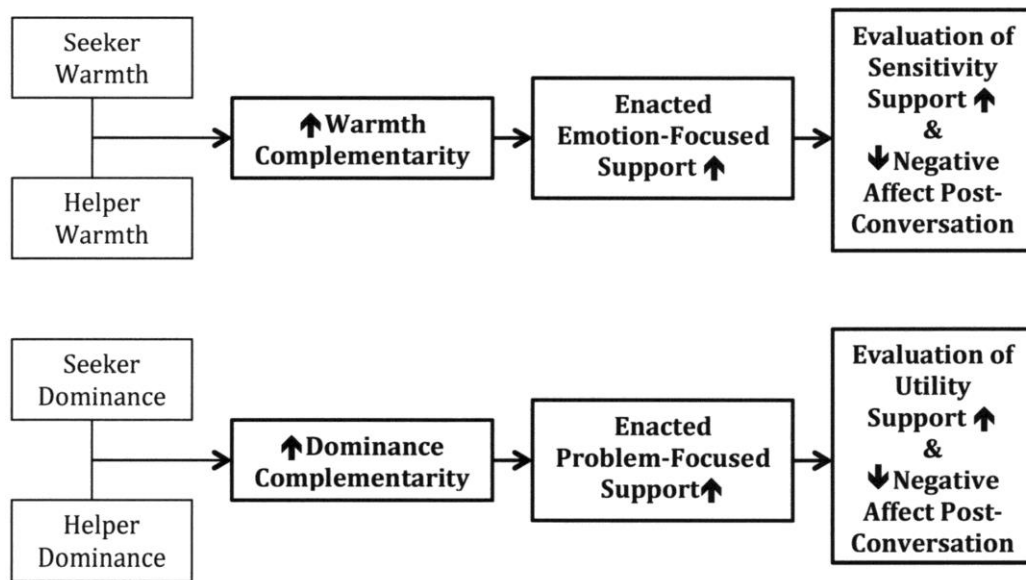 Seeker
Warmth
Helper
Warmth
↑Warmth
Complementarity
Enacted
Emotion-Focused
Support ↑
Evaluation of
Sensitivity
Support ↑
&
↓Negative
Affect Post-
Conversation
Seeker
Dominance
Helper
Dominance
↑Dominance
Complementarity
Enacted
Problem-Focused
Support↑
Evaluation of
Utility
Support ↑
&
↓Negative
Affect Post-
Conversation